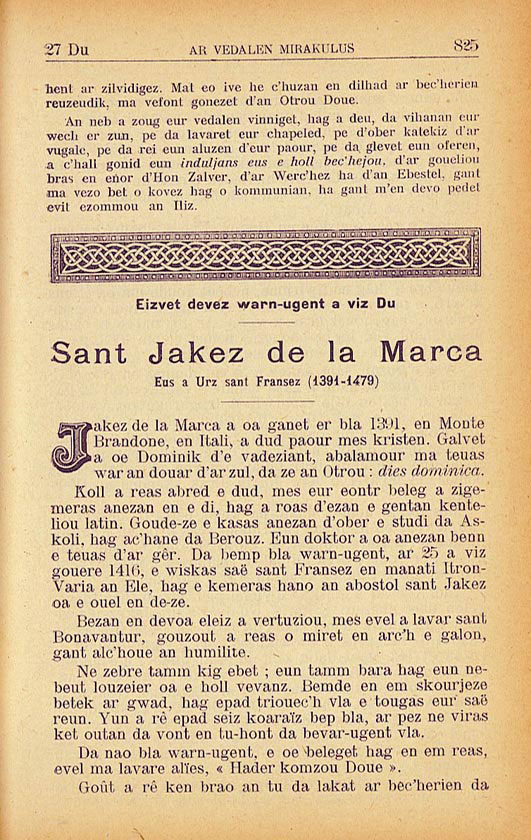 27 Du AR VEDALEN MIRAKULUS 825
hent ar zilvidigez. Mat eo ive he c'huzan en dilhad ar bec'herien
reuzeudik, ma vefont gonezet d'an Otrou Doue.
An neb a zoug eur vedalen vinniget, hag a deu, da vihanan eur
wech er zun, pe da lavaret eur chapeled, pe d'ober katekiz d'ar
vugale, pe da rei eun aluzen d'eur paour, pe da glevet eun oferen,
a c'hall gonid eun induljans eus e holl bec'hejou, d'ar goueliou
bras en enor d'Hon Zalver, d'ar Werc'hez ha d'an Ebestel, gant
ma vezo bet o kovez hag o kommunian, ha gant m'en devo pedet
evit ezommou an Iliz.
Eizvet devez warn-ugent a viz Du
Sant Jakez de la Marca
Eus a Urz sant Fransez (1391-1479)
Jakez de la Marca a oa ganet er bla 1391, en Monte
Brandone, en Itali, a dud paour mes kristen. Galvet
a oe Dominik d'e vadeziant, abalamour ma teuas
war an douar d'ar zul, da ze an Otrou : dies dominica.
Koll a reas abred e dud, mes eur eontr beleg a zige-
meras anezan en e di, hag a roas d'ezan e gentan kente-
liou latin. Goude-ze e kasas anezan d'ober e studi da As-
koli, hag ac'hane da Berouz. Eun doktor a oa anezan benn
e teuas d'ar gêr. Da bemp bla warn-ugent, ar 25 a viz
gouere 1416, e wiskas saë sant Fransez en manati Itron-
Varia an Ele, hag e kemeras hano an abostol sant Jakez
oa e ouel en de-ze.
Bezan en devoa eleiz a vertuziou, mes evel a lavar sant
Bonavantur, gouzout a reas o miret en arc'h e galon,
gant alc'houe an humilite.
Ne zebre tamm kig ebet ; eun tamm bara hag eun ne-
beut louzeier oa e holl vevanz. Bemde en em skourjeze
betek ar gwad, hag epad triouec'h vla e tougas eur saë
reun. Yun a rê epad seiz koaraïz bep bla, ar pez ne viras
ket outan da vont en tu-hont da bevar-ugent vla.
Da nao bla warn-ugent, e oe beleget hag en em reas,
evel ma lavare alïes, « Hader komzou Doue ».
Goût a rê ken brao an tu da lakat ar bec'herien da